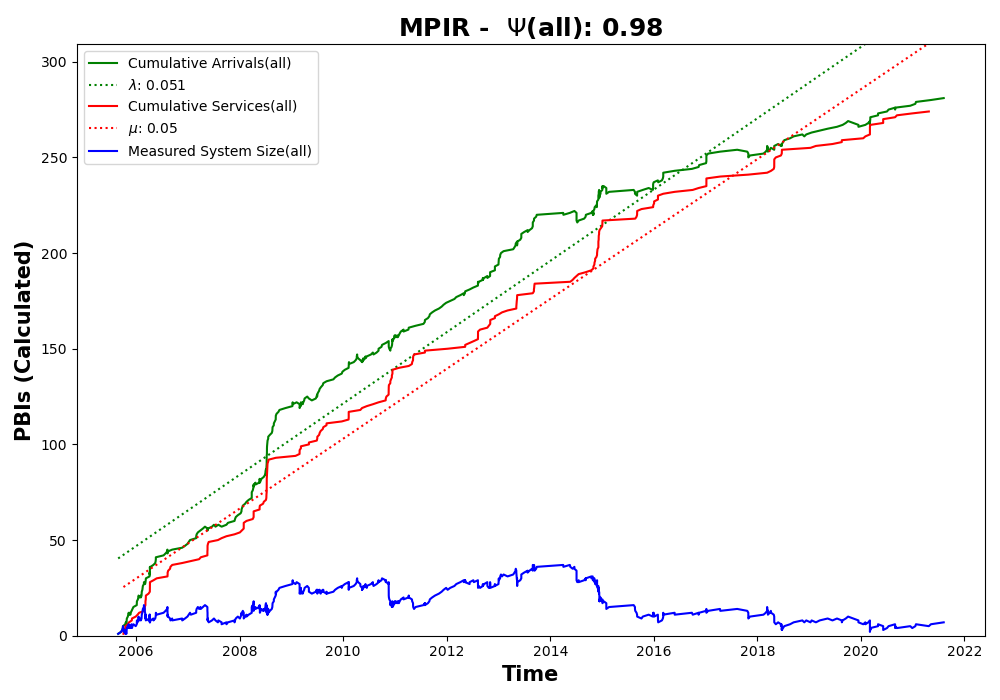 MPIR - Ψ(all): 0.98
Cumulative Arrivals(all)
λ: 0.051
Cumulative Services(all)
μ: 0.05
Measured System Size(all)
PBIs (Calculated)
300
250
200
150
100
50
0
2006 2008 2010 2012 2014 2016 2018 2020 2022
Time